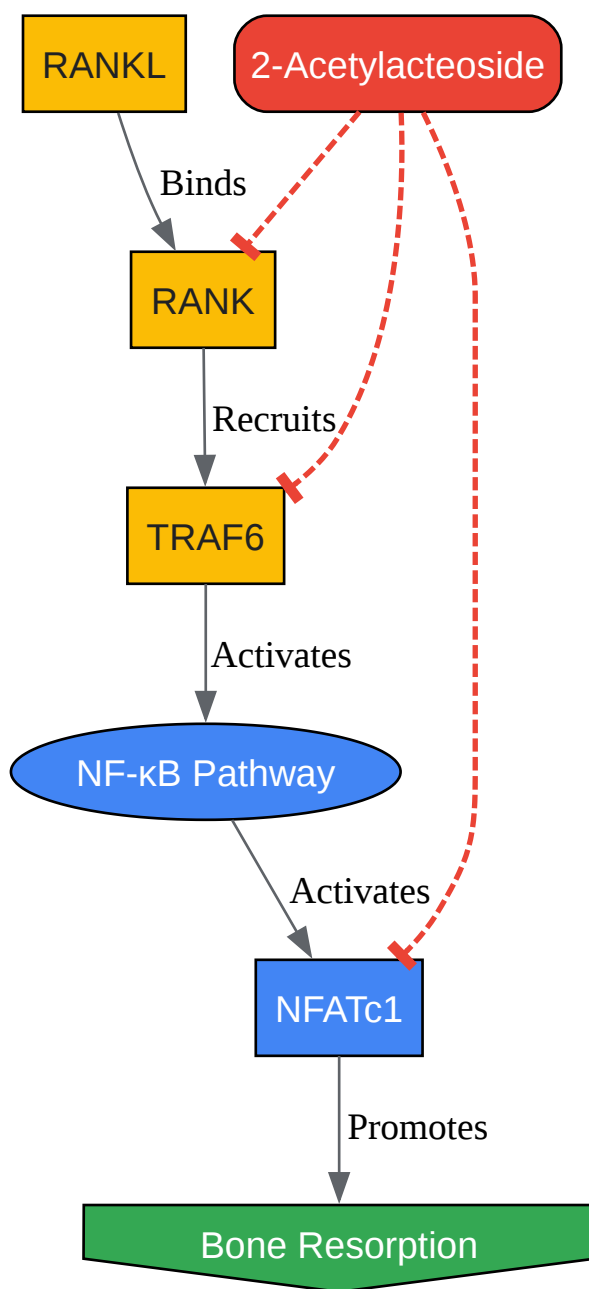 RANKL
2-Acetylacteoside
Binds
RANK
Recruits
TRAF6
Activates
NF-κB Pathway
Activates
NFATc1
Promotes
Bone Resorption